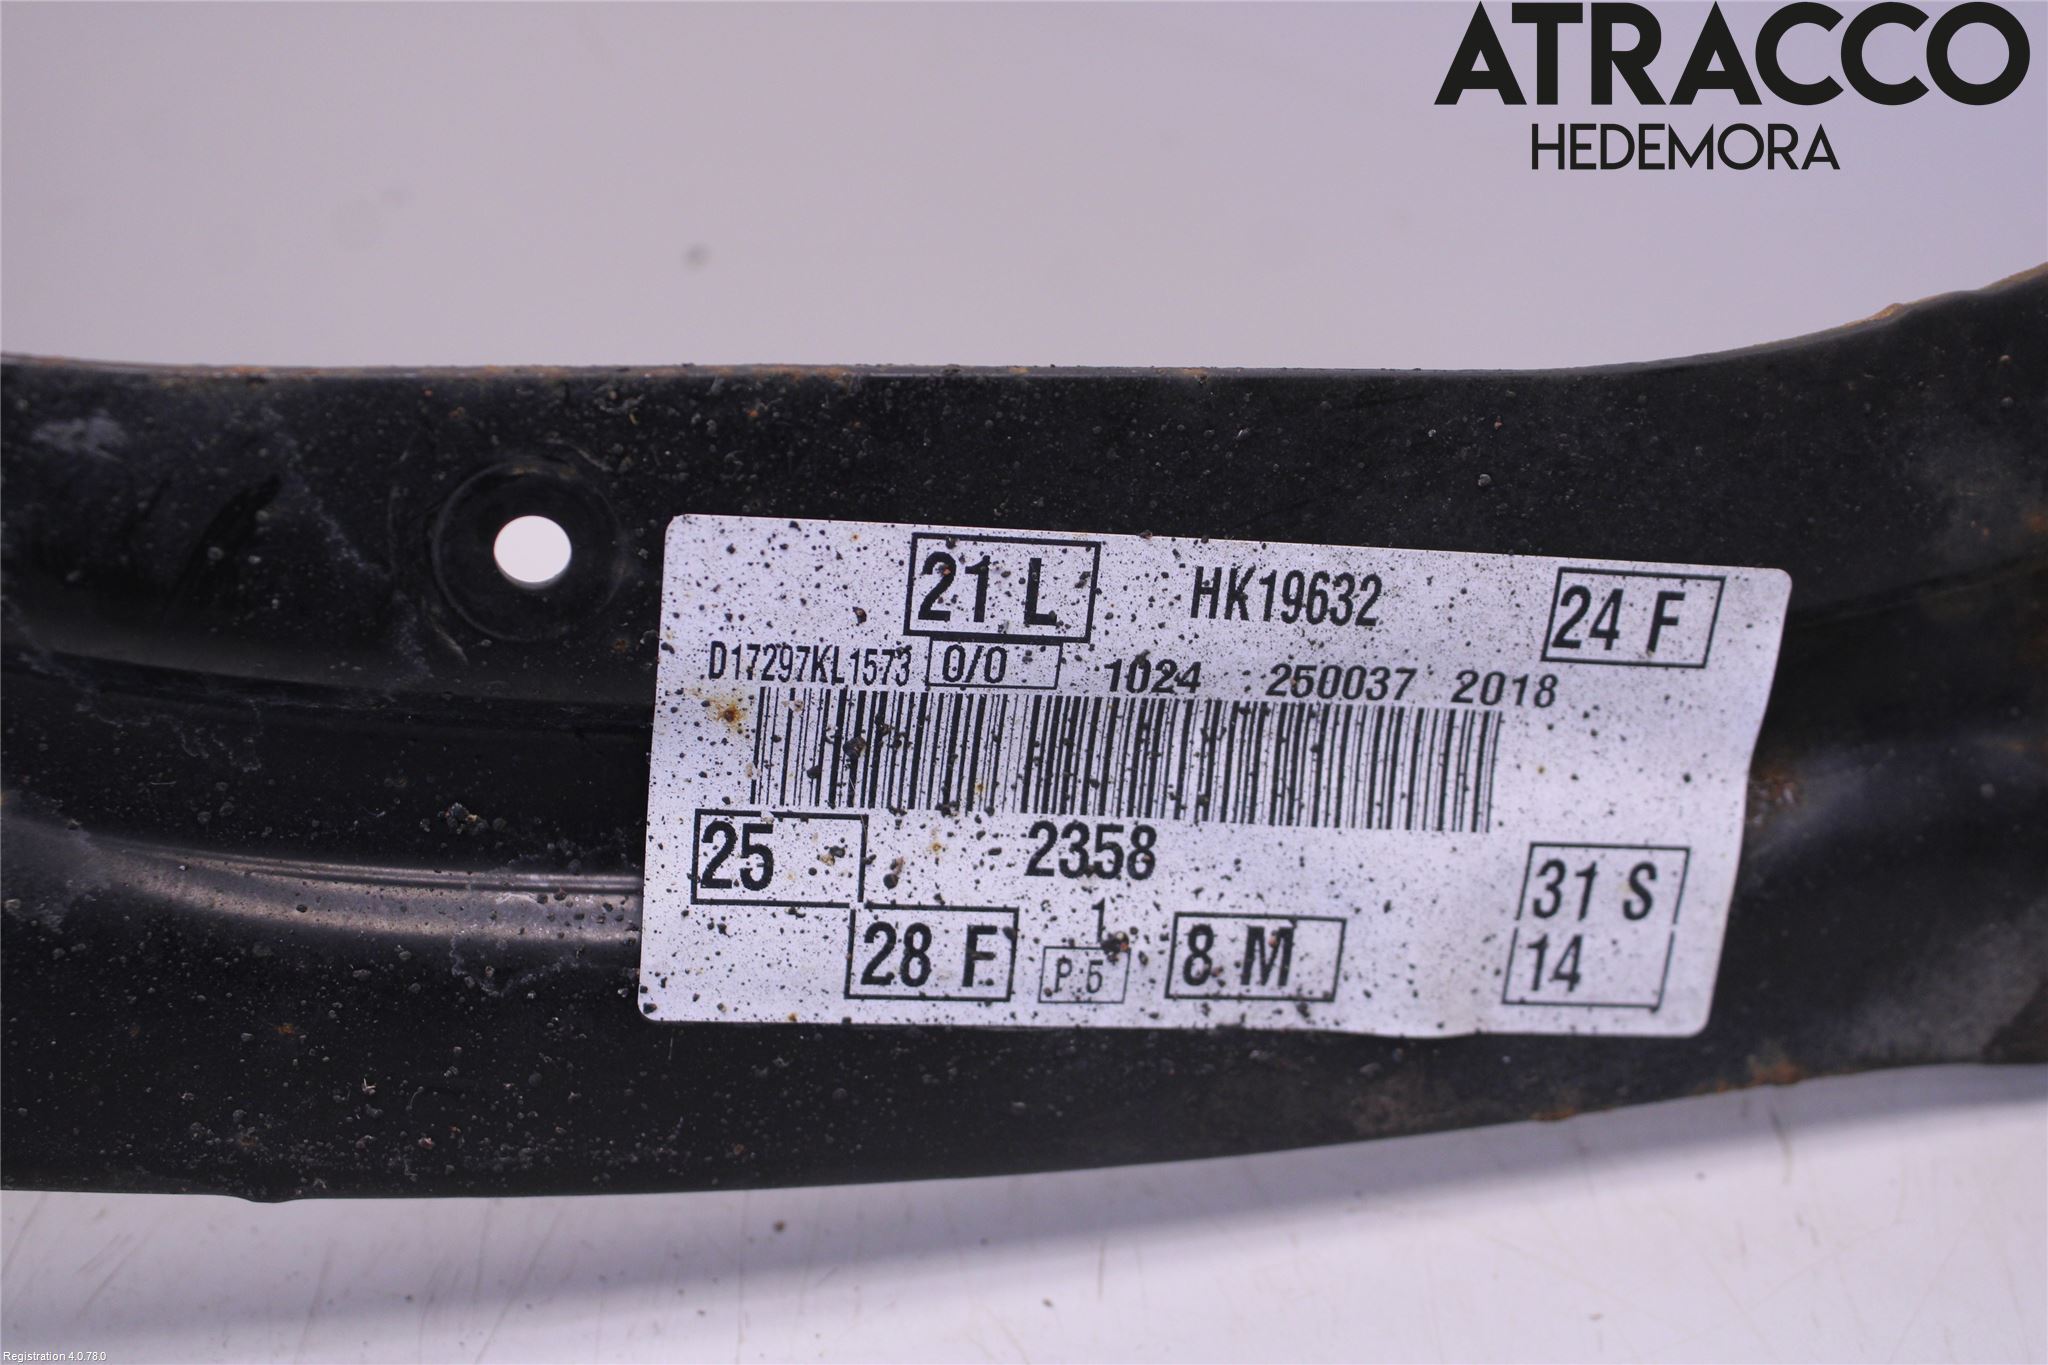 ATRACCO
HEDEMORA
21 L HK19632 24 F
D17297KL1573 0/0 1024 250037 2018
25 2358 31 S
1
28 F P 5 8 M 14
Registration 4.0.78.0